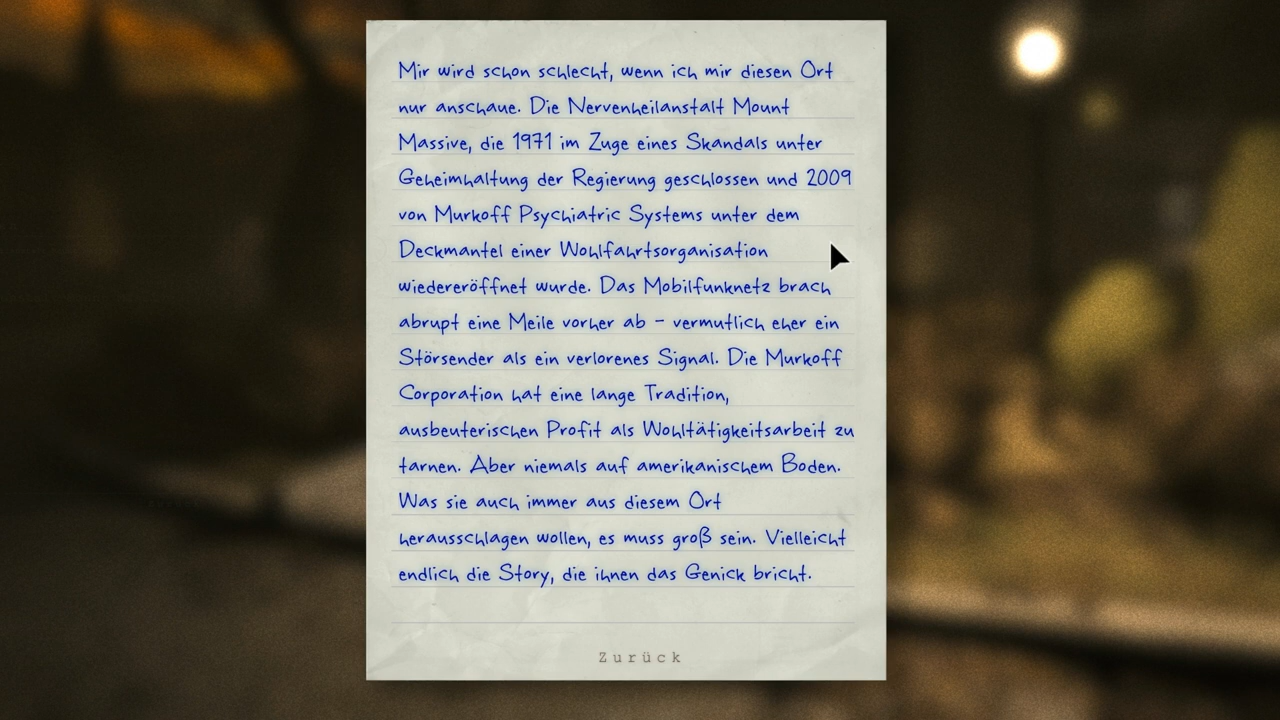 Mir wird schon schlecht, wenn ich mir diesen Ort
nur anschaue. Die Nervenheilanstalt Mount
Massive, die 1971 im Zuge eines Skandals unter
Geheimhaltung der Regierung geschlossen und 2009
von Murkoff Psychiatric Systems unter dem
Deckmantel einer Wohlfahrtsorganisation
wiedereröffnet wurde. Das Mobilfunknetz brach
abrupt eine Meile vorher ab - vermutlich eher ein
Störsender als ein verlorenes Signal. Die Murkoff
Corporation hat eine lange Tradition,
ausbeuterischen Profit als Wohltätigkeitsarbeit zu
tarnen. Aber niemals auf amerikanischem Boden.
Was sie auch immer aus diesem Ort
herausschlagen wollen, es muss groß sein. Vielleicht
endlich die Story, die ihnen das Genick bricht.
Zurück